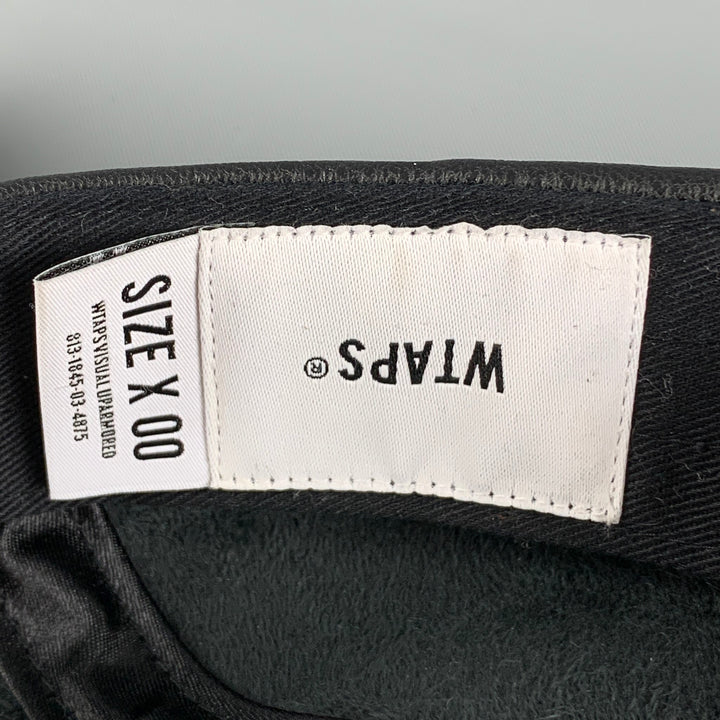 WTAPS®
SIZE X 00
WTAPSVISUALUPARMORED
813-1845-03-4875